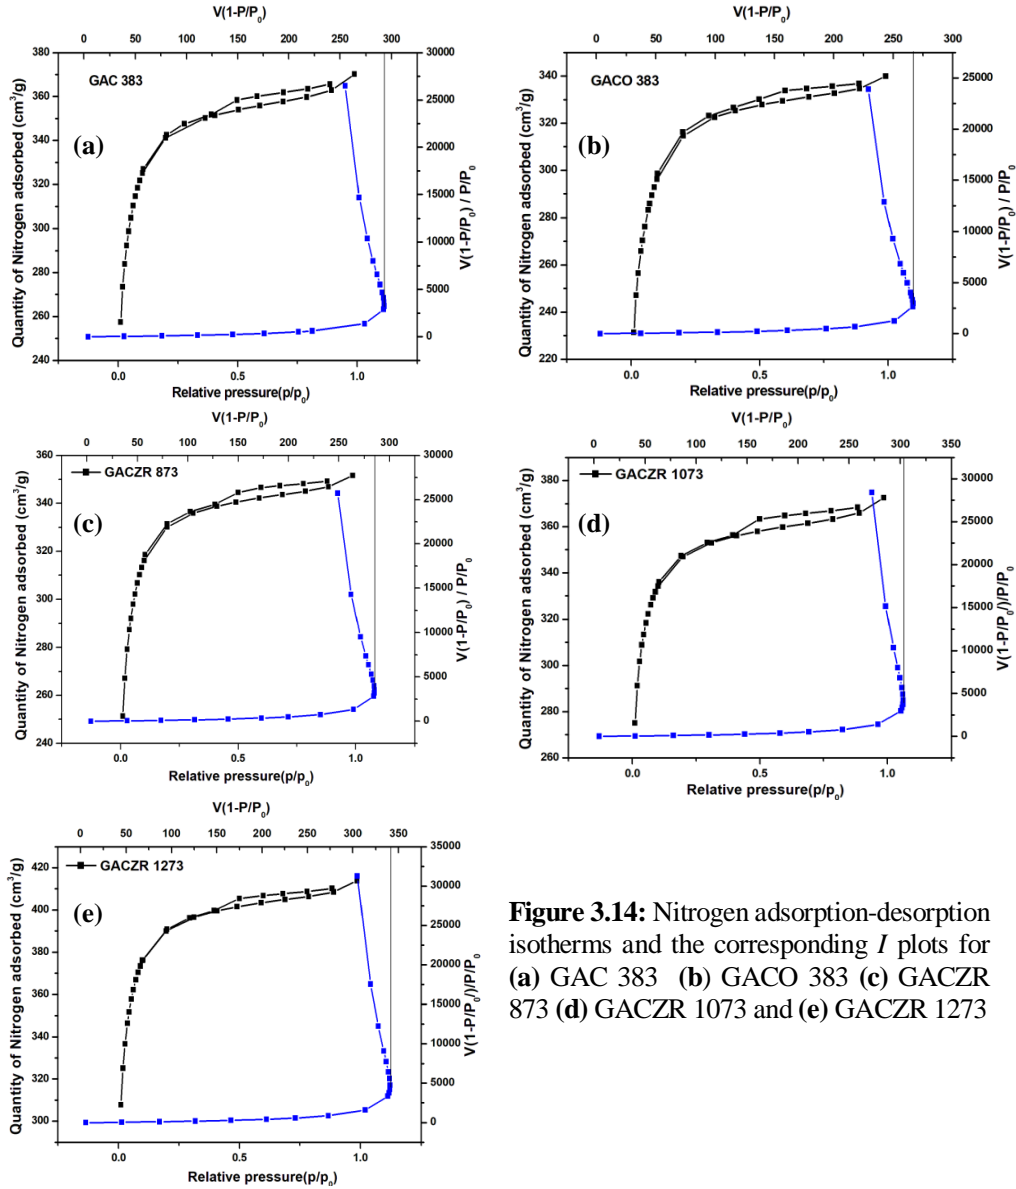 V(1-P/P0)
0 50 100 150 200 250 300
380
360
340
320
300
280
260
240
30000
25000
20000
15000
10000
5000
0
GAC 383
(a)
Quantity of Nitrogen adsorbed (cm3/g)
V(1-P/P0) / P/P0
0.0 0.5 1.0
Relative pressure(p/p0)
V(1-P/P0)
0 50 100 150 200 250 300
340
320
300
280
260
240
220
25000
20000
15000
10000
5000
0
GACO 383
(b)
Quantity of Nitrogen adsorbed (cm3/g)
V(1-P/P0) / P/P0
0.0 0.5 1.0
Relative pressure(p/p0)
V(1-P/P0)
0 50 100 150 200 250 300
360
340
320
300
280
260
240
30000
25000
20000
15000
10000
5000
0
GACZR 873
(c)
Quantity of Nitrogen adsorbed (cm3/g)
V(1-P/P0) / P/P0
0.0 0.5 1.0
Relative pressure(p/p0)
V(1-P/P0)
0 50 100 150 200 250 300 350
380
360
340
320
300
280
260
30000
25000
20000
15000
10000
5000
0
GACZR 1073
(d)
Quantity of Nitrogen adsorbed (cm3/g)
V(1-P/P0/)/P/P0
0.0 0.5 1.0
Relative pressure(p/p0)
V(1-P/P0)
0 50 100 150 200 250 300 350
420
400
380
360
340
320
300
35000
30000
25000
20000
15000
10000
5000
0
GACZR 1273
(e)
Quantity of Nitrogen adsorbed (cm3/g)
V(1-P/P0/)/P/P0
0.0 0.5 1.0
Relative pressure(p/p0)
Figure 3.14: Nitrogen adsorption-desorption
isotherms and the corresponding I plots for
(a) GAC 383 (b) GACO 383 (c) GACZR
873 (d) GACZR 1073 and (e) GACZR 1273